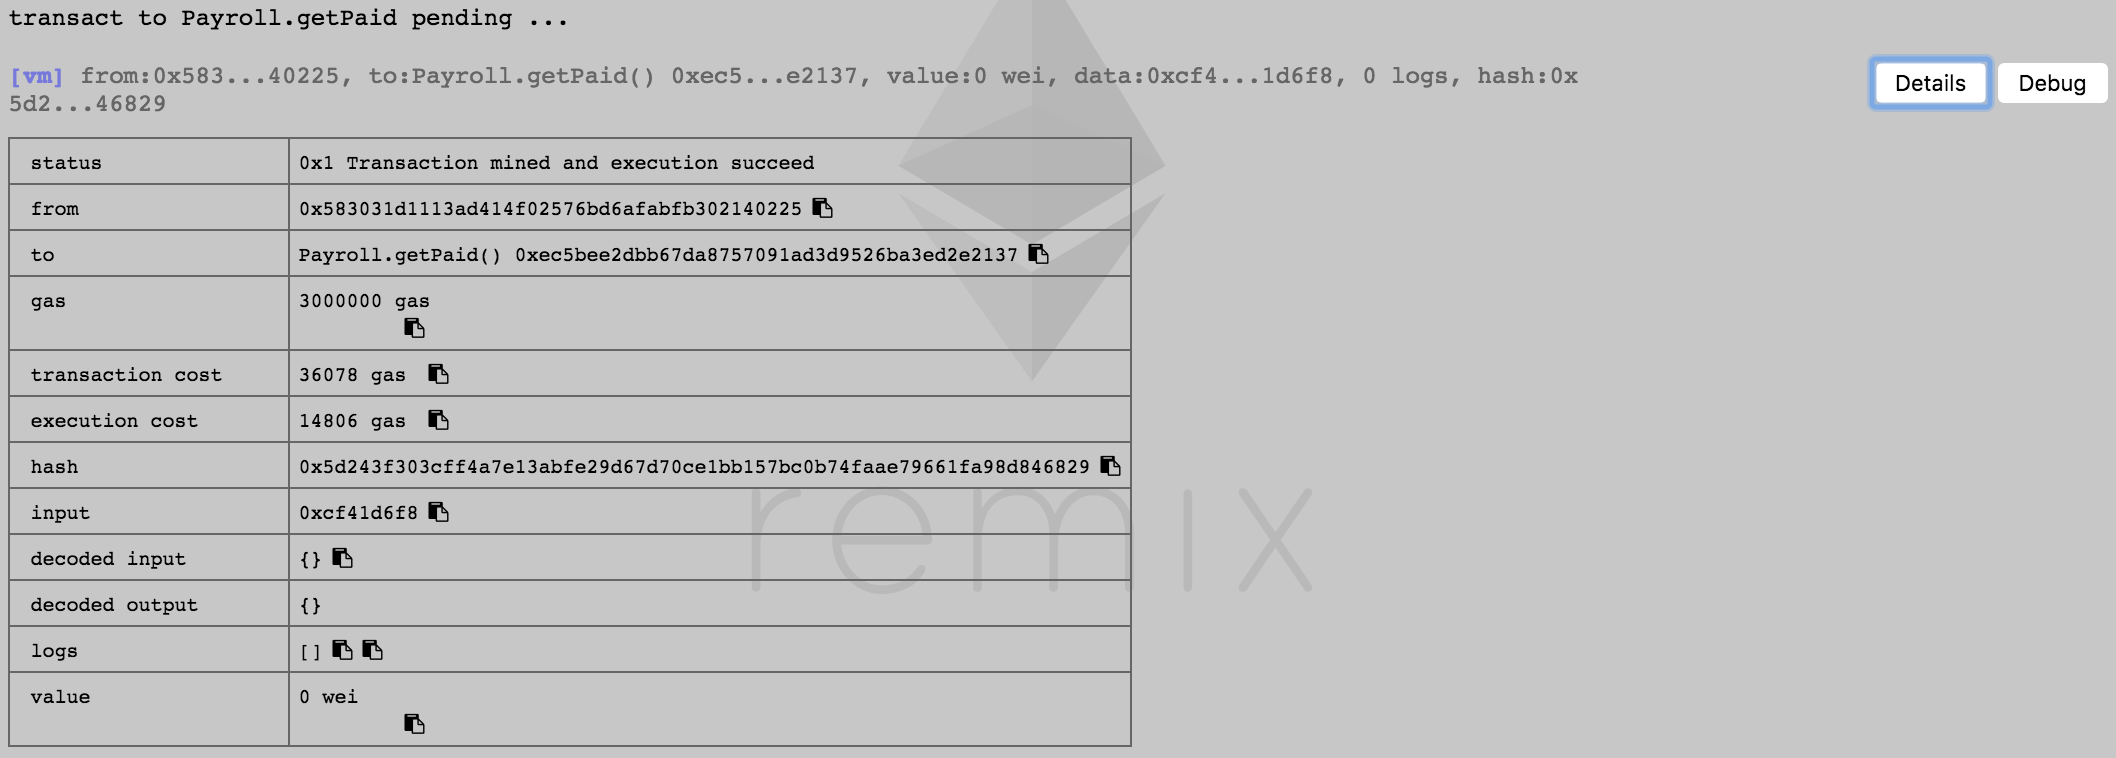 transact to Payroll.getPaid pending ...
[vm] from:0x583...40225, to:Payroll.getPaid() 0xec5...e2137, value:0 wei, data:0xcf4...1d6f8, 0 logs, hash:0x
5d2...46829
Details Debug
status 0x1 Transaction mined and execution succeed
from 0x583031d1113ad414f02576bd6afabfb302140225
to Payroll.getPaid() 0xec5bee2dbb67da8757091ad3d9526ba3ed2e2137
gas 3000000 gas
transaction cost 36078 gas
execution cost 14806 gas
hash 0x5d243f303cff4a7e13abfe29d67d70ce1bb157bc0b74faae79661fa98d846829
input 0xcf41d6f8
decoded input {}
decoded output {}
logs []
value 0 wei
remix